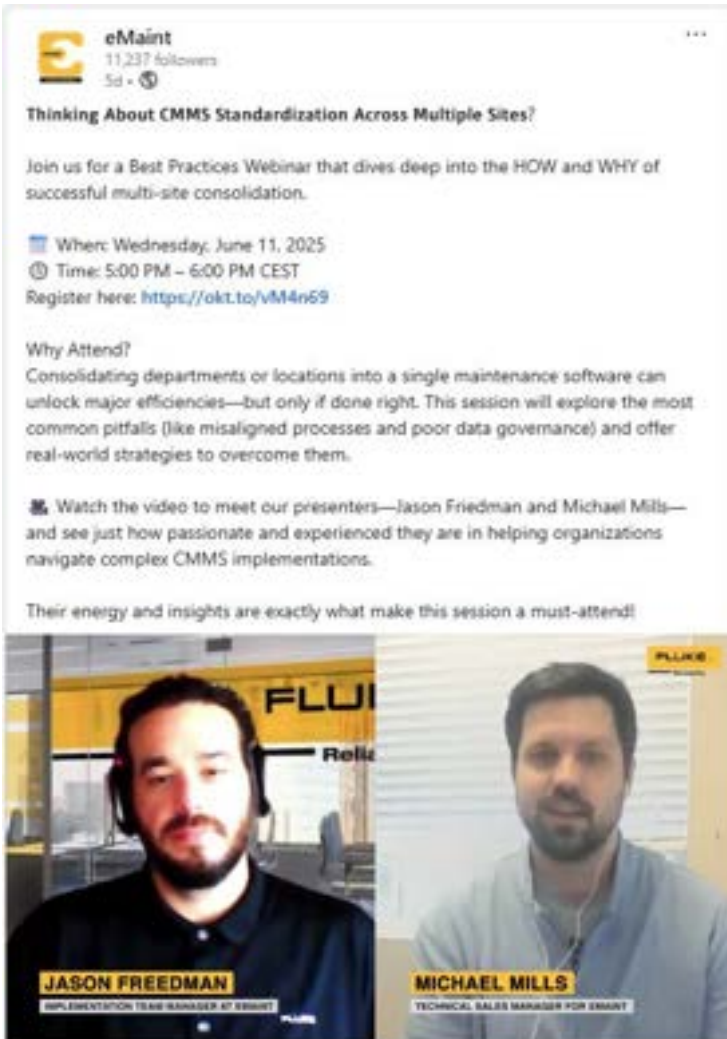 eMaint
11,237 followers
5d •
Thinking About CMMS Standardization Across Multiple Sites?
Join us for a Best Practices Webinar that dives deep into the HOW and WHY of
successful multi-site consolidation.
When: Wednesday, June 11, 2025
Time: 5:00 PM – 6:00 PM CEST
Register here: https://okt.to/vM4n69
Why Attend?
Consolidating departments or locations into a single maintenance software can
unlock major efficiencies—but only if done right. This session will explore the most
common pitfalls (like misaligned processes and poor data governance) and offer
real-world strategies to overcome them.
Watch the video to meet our presenters—Jason Friedman and Michael Mills—
and see just how passionate and experienced they are in helping organizations
navigate complex CMMS implementations.
Their energy and insights are exactly what make this session a must-attend!
FLUK
Relia
FLUKE
JASON FREEDMAN
IMPLEMENTATION TEAM MANAGER AT EMAINT
FLUKE
MICHAEL MILLS
TECHNICAL SALES MANAGER FOR EMAINT